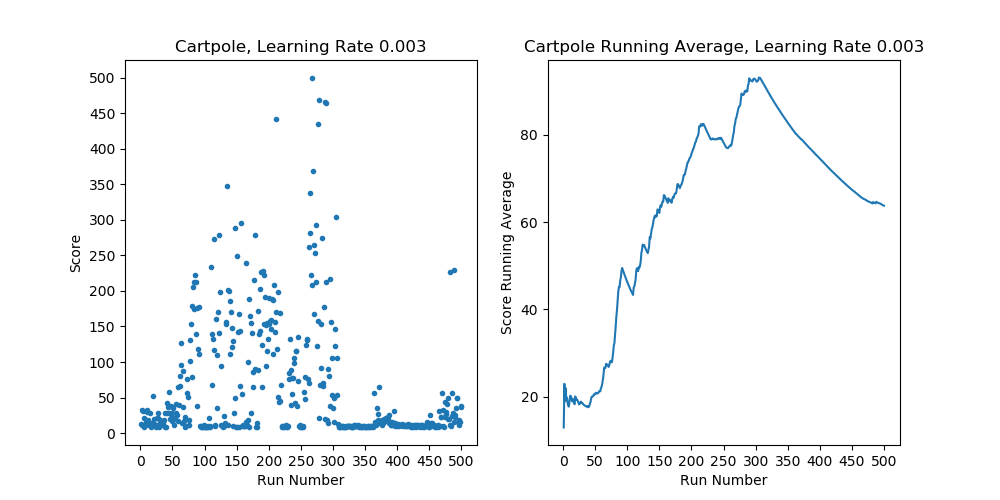 Cartpole, Learning Rate 0.003
Score
500
450
400
350
300
250
200
150
100
50
0
0 50 100 150 200 250 300 350 400 450 500
Run Number
Cartpole Running Average, Learning Rate 0.003
Score Running Average
80
60
40
20
0 50 100 150 200 250 300 350 400 450 500
Run Number